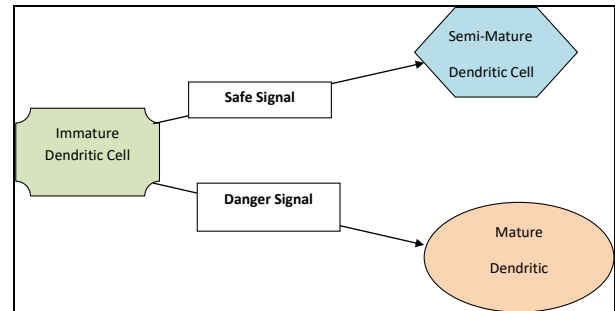 Semi-Mature
Dendritic Cell
Safe Signal
Immature
Dendritic Cell
Danger Signal
Mature
Dendritic